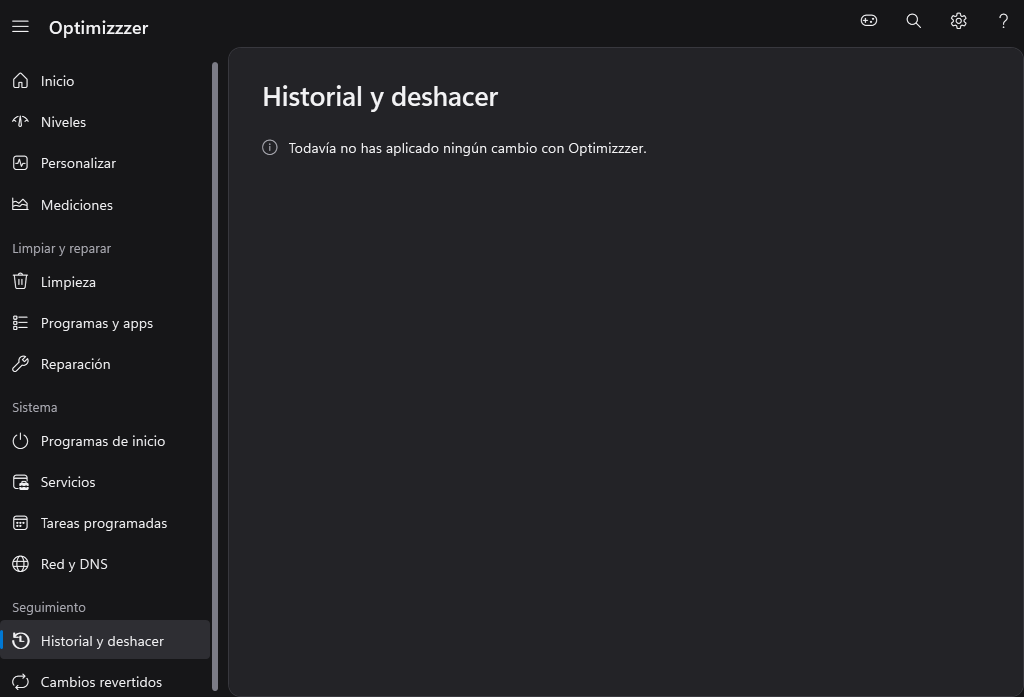 Optimizzzer
Inicio
Niveles
Personalizar
Mediciones
Limpiar y reparar
Limpieza
Programas y apps
Reparación
Sistema
Programas de inicio
Servicios
Tareas programadas
Red y DNS
Seguimiento
Historial y deshacer
Cambios revertidos
Historial y deshacer
Todavía no has aplicado ningún cambio con Optimizzzer.